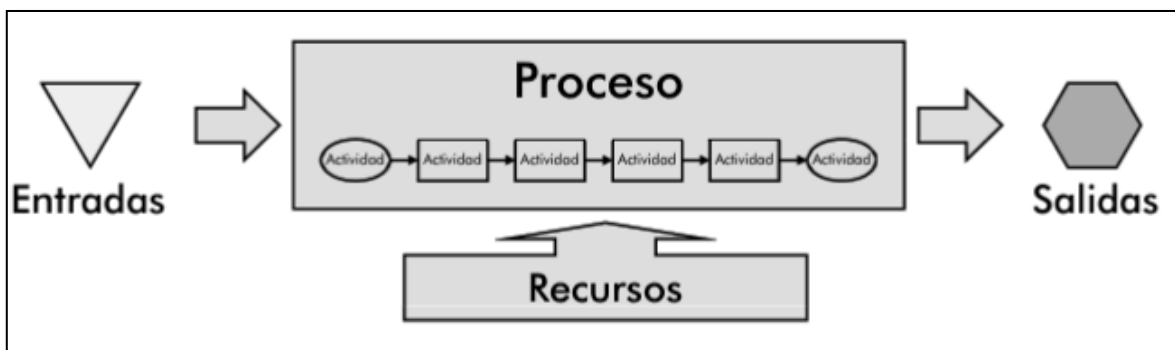 Proceso
Actividad Actividad Actividad Actividad Actividad Actividad
Entradas
Salidas
Recursos